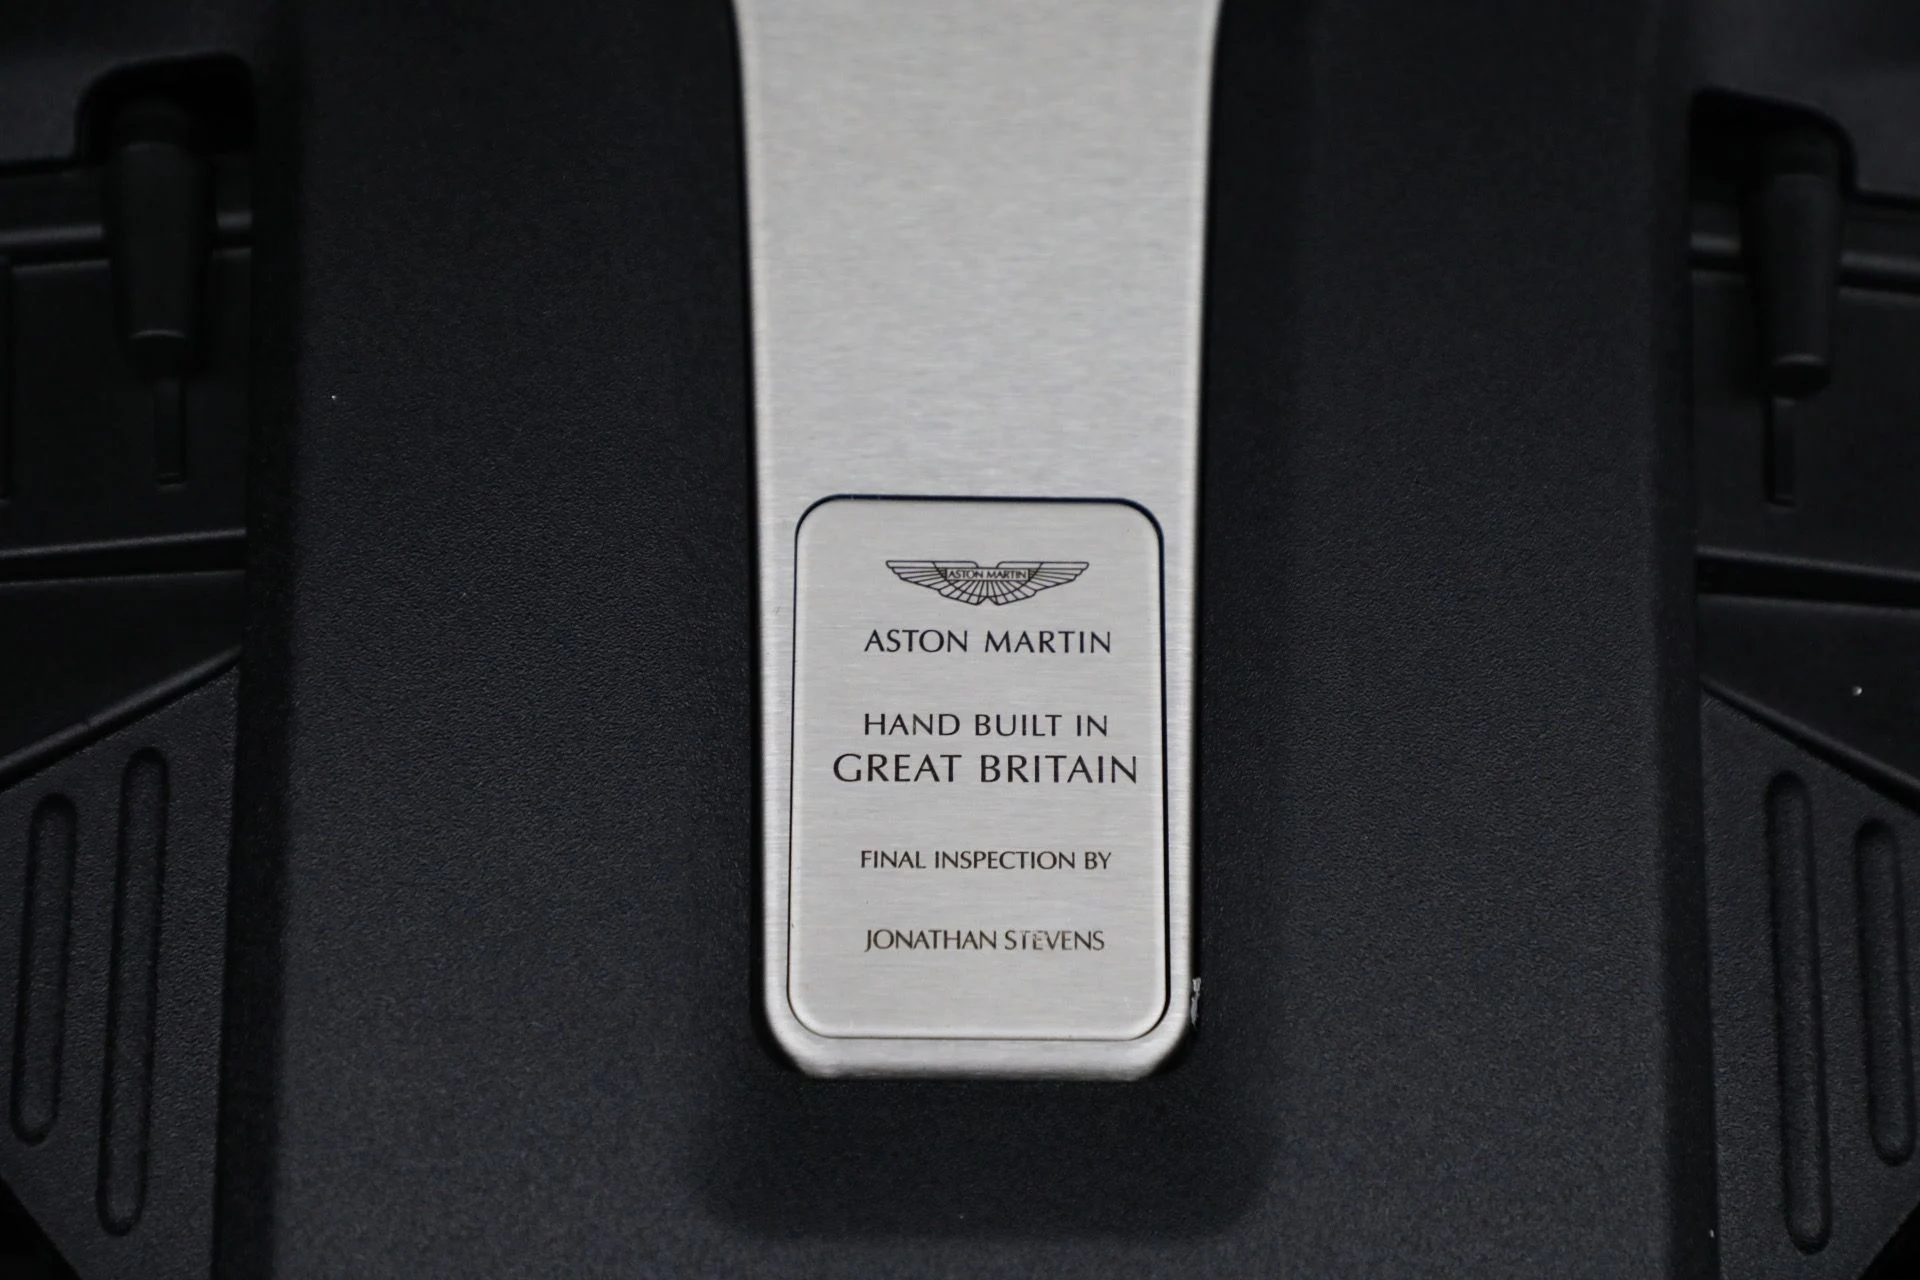 ASTON MARTIN
ASTON MARTIN
HAND BUILT IN
GREAT BRITAIN
FINAL INSPECTION BY
JONATHAN STEVENS